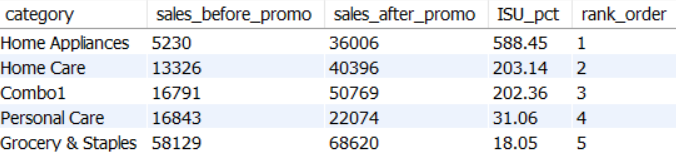 category sales_before_promo sales_after_promo ISU_pct rank_order
Home Appliances 5230 36006 588.45 1
Home Care 13326 40396 203.14 2
Combo1 16791 50769 202.36 3
Personal Care 16843 22074 31.06 4
Grocery & Staples 58129 68620 18.05 5